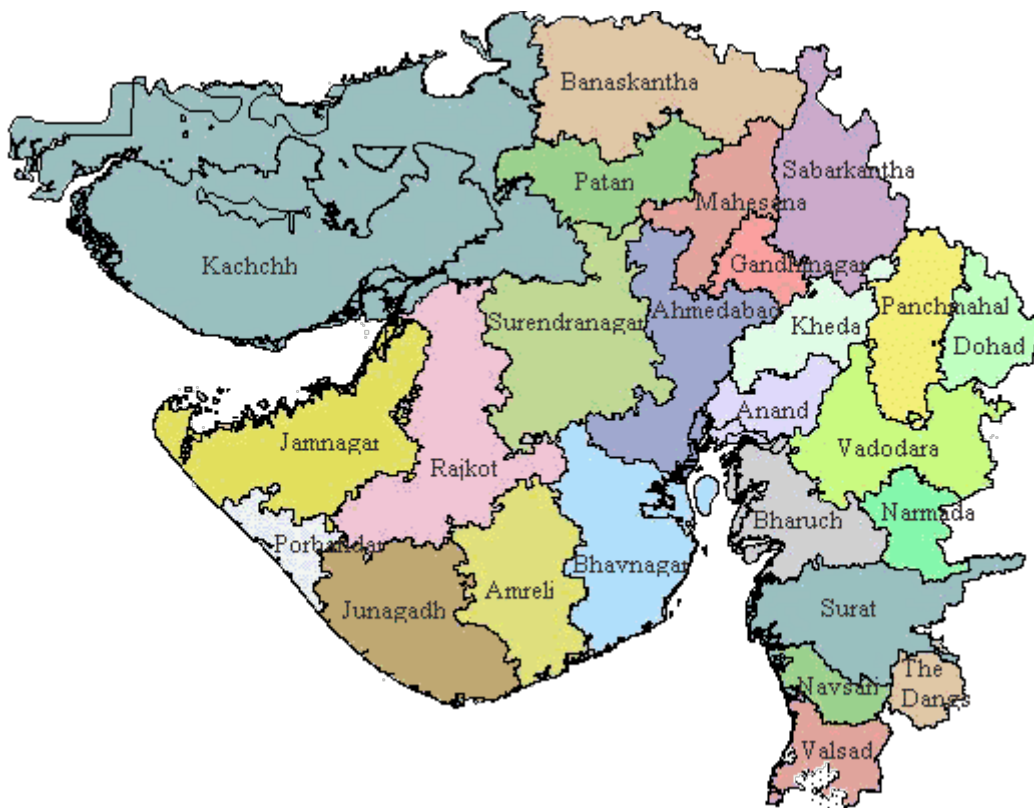 Banaskantha
Sabarkantha
Patan
Mahesana
Kachchh
Gandhinagar
Panchmahal
Surendranagar
Ahmedabad
Kheda
Dohad
Anand
Jamnagar
Vadodara
Rajkot
Bharuch
Narmada
Porbandar
Bhavnagar
Junagadh
Amreli
Surat
The
Dangs
Navsari
Valsad